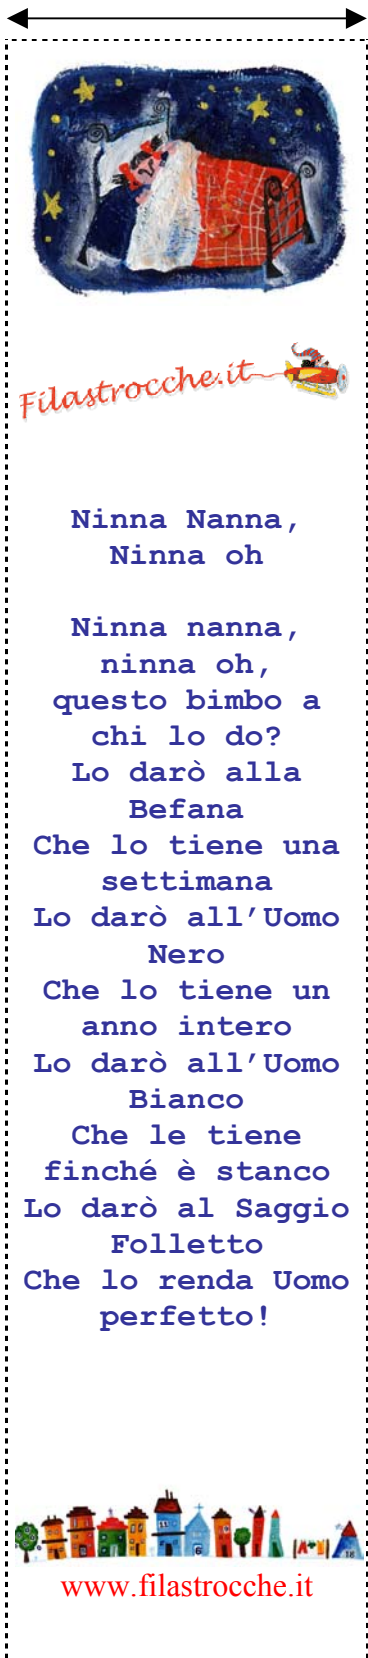 Filastrocche.it
Ninna Nanna,
Ninna oh
Ninna nanna,
ninna oh,
questo bimbo a
chi lo do?
Lo darò alla
Befana
Che lo tiene una
settimana
Lo darò all’Uomo
Nero
Che lo tiene un
anno intero
Lo darò all’Uomo
Bianco
Che le tiene
finché è stanco
Lo darò al Saggio
Folletto
Che lo renda Uomo
perfetto!
www.filastrocche.it